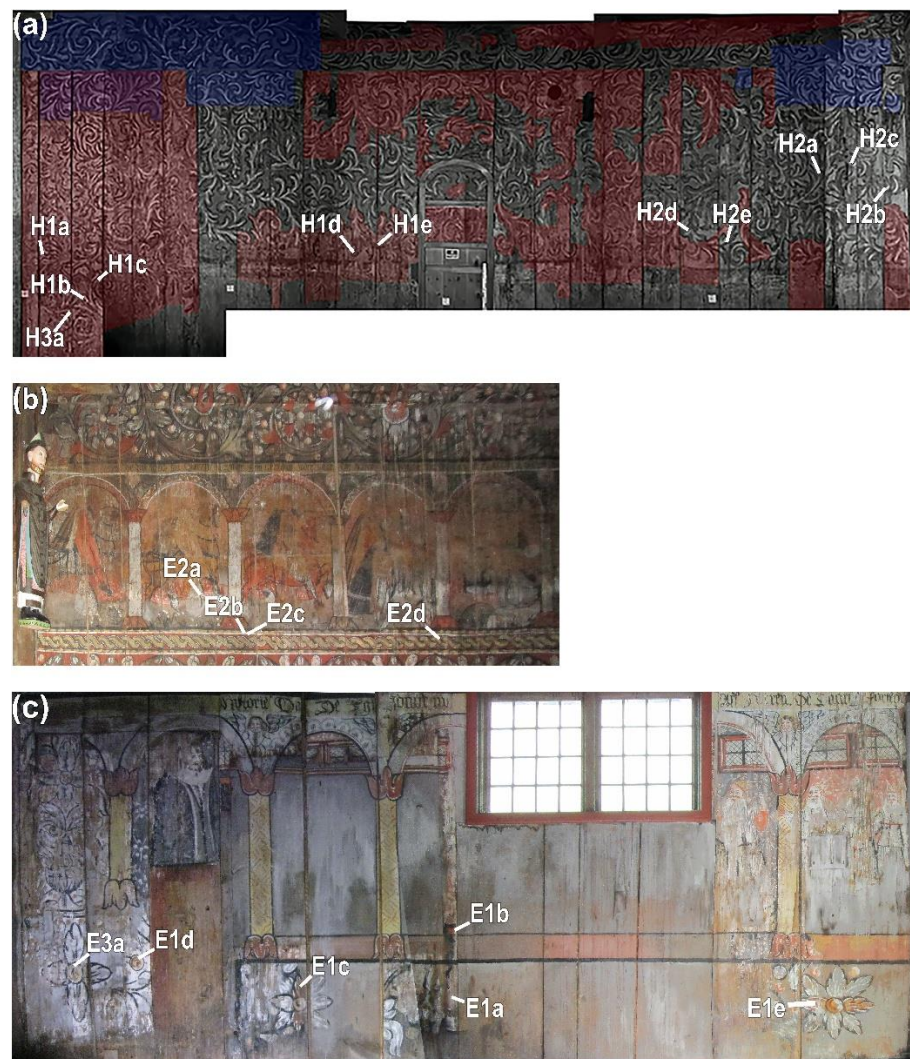 (a)
H1a
H1b
H1c
H3a
H1d
H1e
H2d
H2e
H2a
H2c
H2b
(b)
E2a
E2b
E2c
E2d
(c)
E3a
E1d
E1c
E1b
E1a
E1e